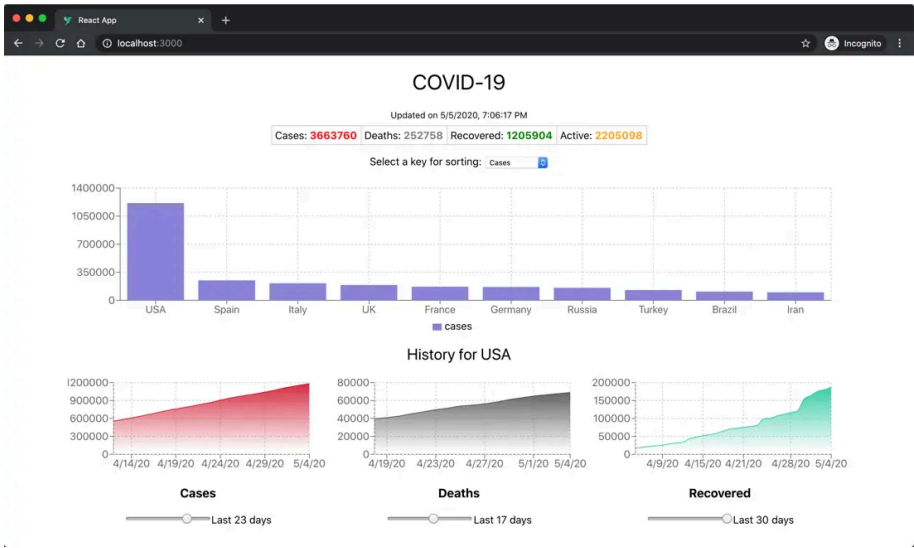 React App
localhost:3000
Incognito
COVID-19
Updated on 5/5/2020, 7:06:17 PM
Cases: 3663760 Deaths: 252758 Recovered: 1205904 Active: 2205098
Select a key for sorting: Cases
1400000
1050000
700000
350000
0
USA Spain Italy UK France Germany Russia Turkey Brazil Iran
cases
History for USA
1200000
900000
600000
300000
0
4/14/20 4/19/20 4/24/20 4/29/20 5/4/20
Cases
Last 23 days
80000
60000
40000
20000
0
4/19/20 4/23/20 4/27/20 5/1/20 5/4/20
Deaths
Last 17 days
200000
150000
100000
50000
0
4/9/20 4/15/20 4/21/20 4/28/20 5/4/20
Recovered
Last 30 days